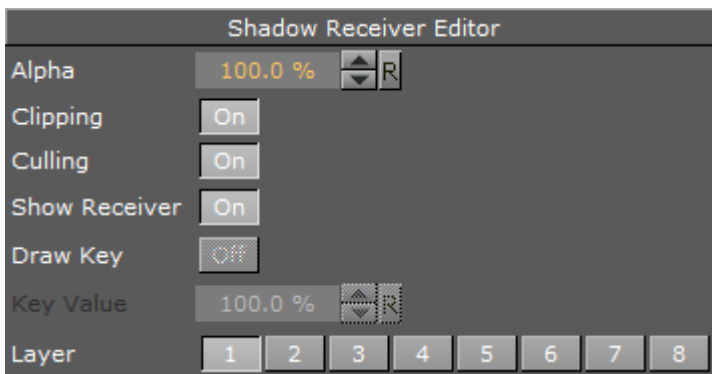 Shadow Receiver Editor
Alpha 100.0 % R
Clipping On
Culling On
Show Receiver On
Draw Key Off
Key Value 100.0 % R
Layer 1 2 3 4 5 6 7 8